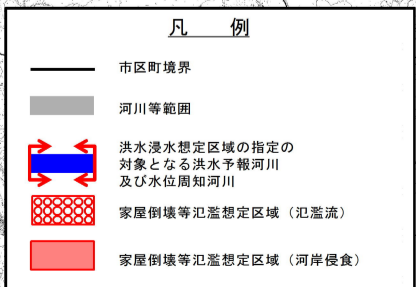 凡 例
市区町境界
河川等範囲
洪水浸水想定区域の指定の
対象となる洪水予報河川
及び水位周知河川
家屋倒壊等氾濫想定区域（氾濫流）
家屋倒壊等氾濫想定区域（河岸侵食）